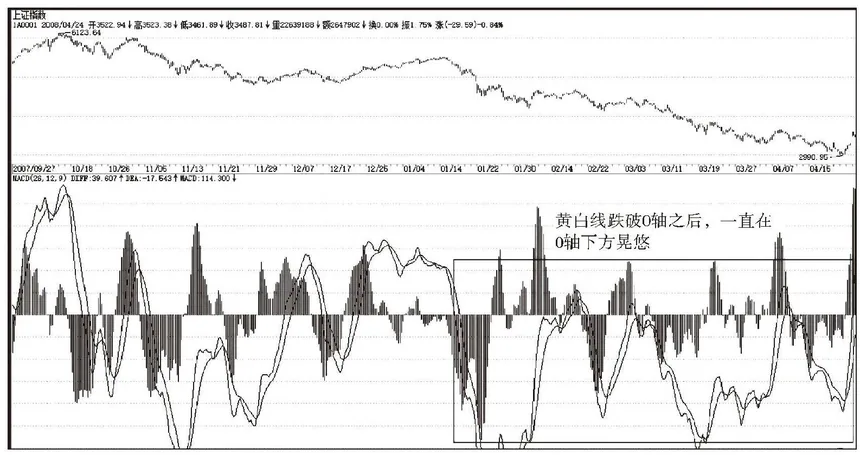 上证指数
1A0001 2008/04/24 开3522.94↓高3523.38↓低3461.89↓收3487.81↓量22639188↓额2647902↓换0.00% 振1.75% 涨(-29.59)-0.84%
6123.64
2990.95
2007/09/27 10/18 10/26 11/05 11/13 11/21 11/29 12/07 12/17 12/25 01/04 01/14 01/22 01/30 02/14 02/22 03/03 03/11 03/19 03/27 04/07 04/15
MACD(26,12,9) DIFF:39.607↑DEA:-17.543↑MACD:114.300↓
黄白线跌破0轴之后，一直在
0轴下方晃悠